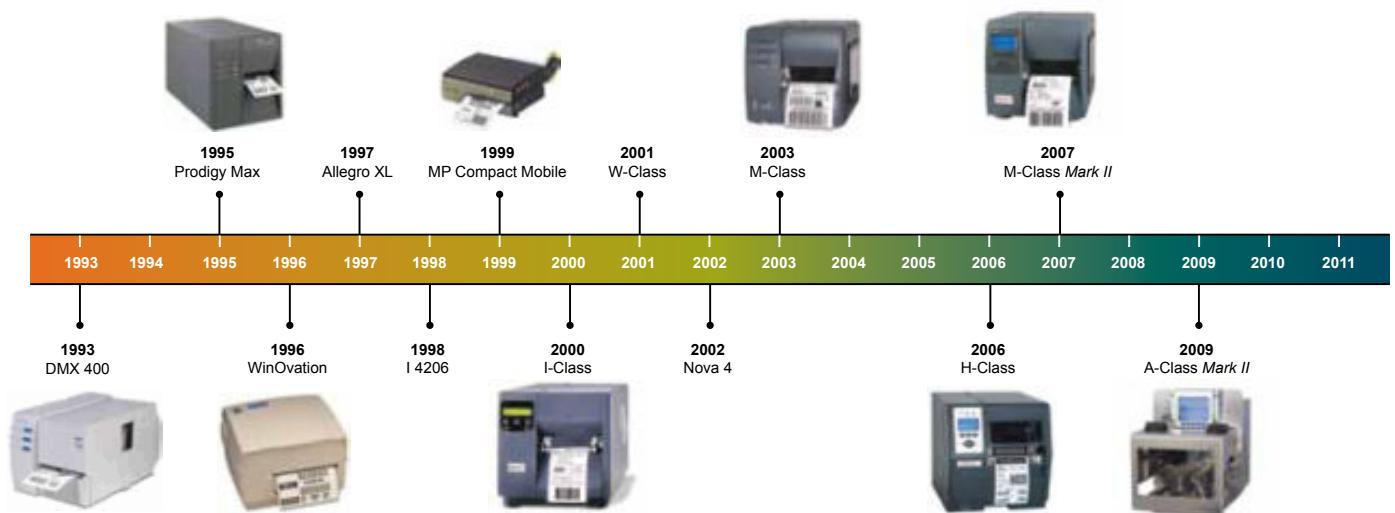 1995
Prodigy Max
1997
Allegro XL
1999
MP Compact Mobile
2001
W-Class
2003
M-Class
2007
M-Class Mark II
1993 1994 1995 1996 1997 1998 1999 2000 2001 2002 2003 2004 2005 2006 2007 2008 2009 2010 2011
1993
DMX 400
1996
WinOvation
1998
I 4206
2000
I-Class
2002
Nova 4
2006
H-Class
2009
A-Class Mark II